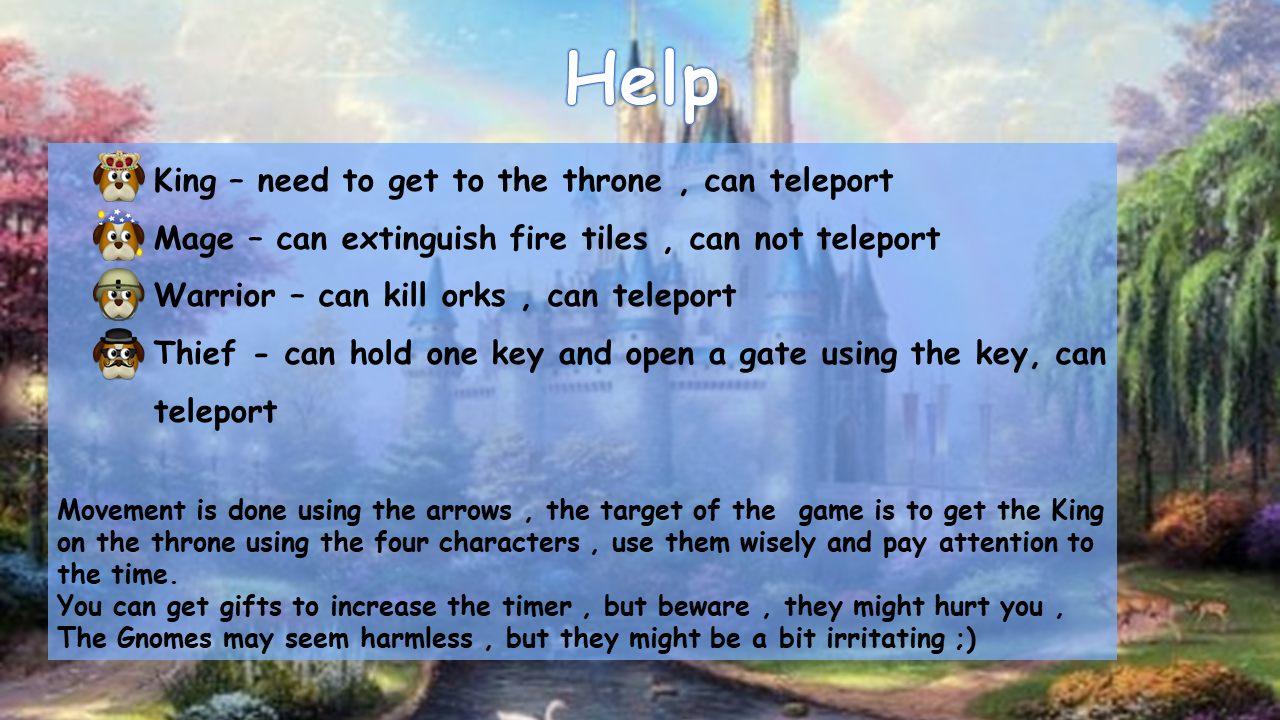 Help
King – need to get to the throne , can teleport
Mage – can extinguish fire tiles , can not teleport
Warrior – can kill orks , can teleport
Thief - can hold one key and open a gate using the key, can
teleport
Movement is done using the arrows , the target of the  game is to get the King
on the throne using the four characters , use them wisely and pay attention to
the time.
You can get gifts to increase the timer , but beware , they might hurt you ,
The Gnomes may seem harmless , but they might be a bit irritating ;)